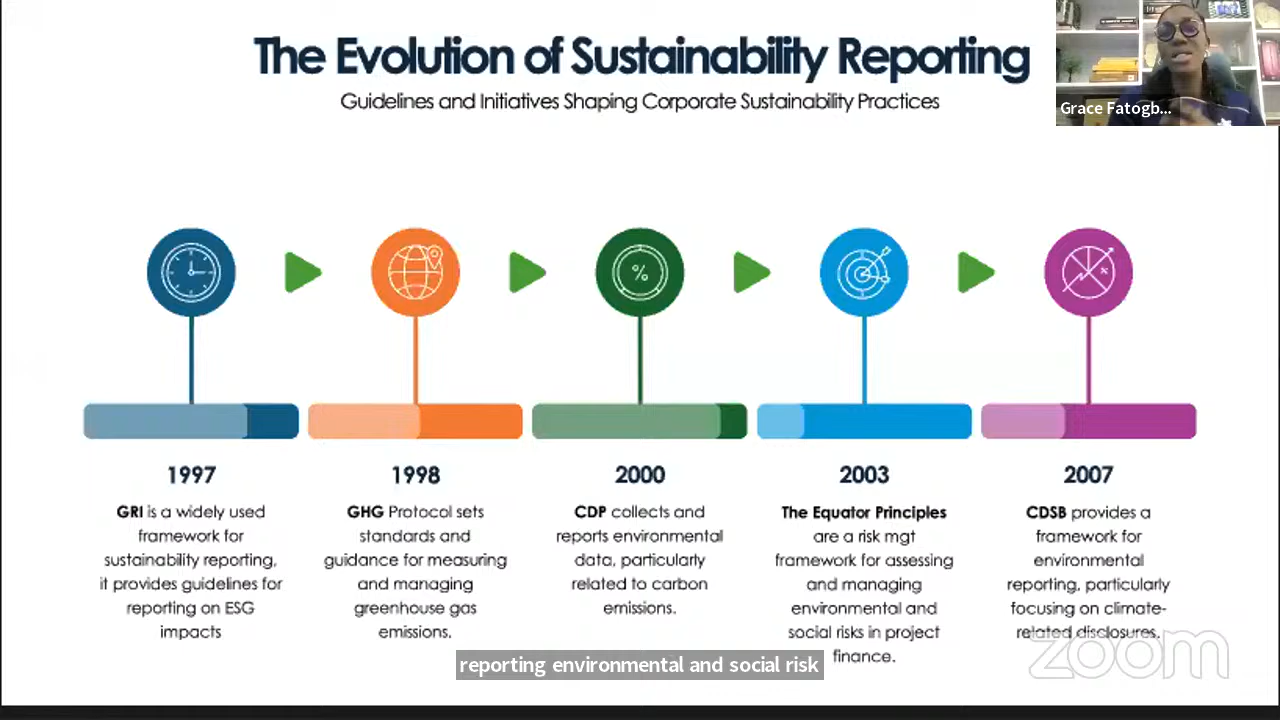 The Evolution of Sustainability Reporting
Guidelines and Initiatives Shaping Corporate Sustainability Practices
Grace Fatogb...
%
1997
GRI is a widely used
framework for
sustainability reporting,
it provides guidelines for
reporting on ESG
impacts
1998
GHG Protocol sets
standards and
guidance for measuring
and managing
greenhouse gas
emissions.
2000
CDP collects and
reports environmental
data, particularly
related to carbon
emissions.
2003
The Equator Principles
are a risk mgt
framework for assessing
and managing
environmental and
social risks in project
finance.
2007
CDSB provides a
framework for
environmental
reporting, particularly
focusing on climate-
related disclosures.
reporting environmental and social risk
zoom